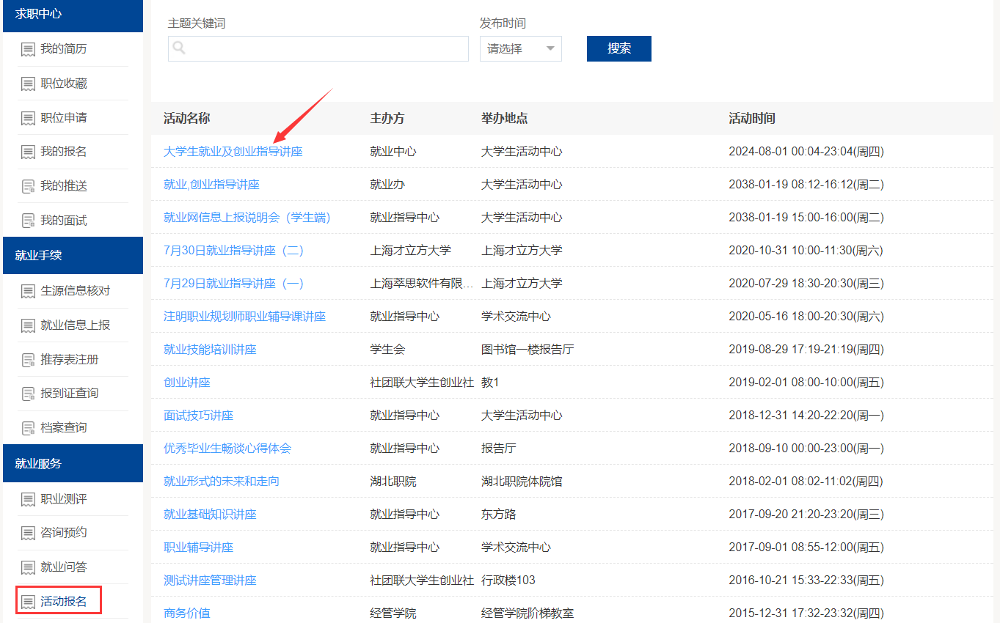 求职中心
我的简历
职位收藏
职位申请
我的报名
我的推送
我的面试
就业手续
生源信息核对
就业信息上报
推荐表注册
报到证查询
档案查询
就业服务
职业测评
咨询预约
就业问答
活动报名
主题关键词 发布时间
请选择 搜索
活动名称 主办方 举办地点 活动时间
大学生就业及创业指导讲座 就业中心 大学生活动中心 2024-08-01 00:04-23:04(周四)
就业,创业指导讲座 就业办 大学生活动中心 2038-01-19 08:12-16:12(周二)
就业网信息上报说明会（学生端） 就业指导中心 大学生活动中心 2038-01-19 15:00-16:00(周二)
7月30日就业指导讲座（二） 上海才立方大学 上海才立方大学 2020-10-31 10:00-11:30(周六)
7月29日就业指导讲座（一） 上海萃思软件有限... 上海才立方大学 2020-07-29 18:30-20:30(周三)
注明职业规划师职业辅导课讲座 就业指导中心 学术交流中心 2020-05-16 18:00-20:30(周六)
就业技能培训讲座 学生会 图书馆一楼报告厅 2019-08-29 17:19-21:19(周四)
创业讲座 社团联大学生创业社 教1 2019-02-01 08:00-10:00(周五)
面试技巧讲座 就业指导中心 大学生活动中心 2018-12-31 14:20-22:20(周一)
优秀毕业生畅谈心得体会 就业指导中心 报告厅 2018-09-10 00:00-23:00(周一)
就业形式的未来和走向 湖北职院 湖北职院体院馆 2018-02-01 08:02-11:02(周四)
就业基础知识讲座 就业指导中心 东方路 2017-09-20 21:20-23:20(周三)
职业辅导讲座 就业指导中心 学术交流中心 2017-09-01 08:55-12:00(周五)
测试讲座管理讲座 社团联大学生创业社 行政楼103 2016-10-21 15:33-22:33(周五)
商务价值 经管学院 经管学院阶梯教室 2015-12-31 17:32-23:32(周四)